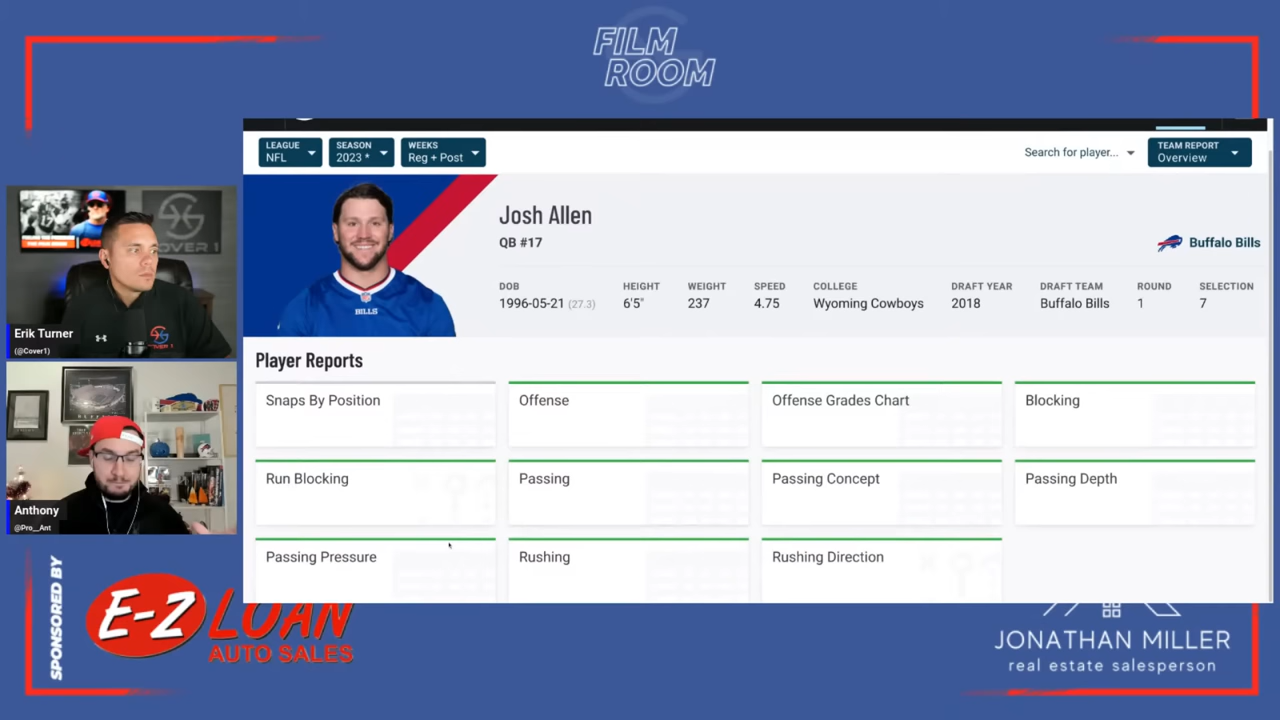 FILM
ROOM
LEAGUE
NFL
SEASON
2023 *
WEEKS
Reg + Post
Search for player...
TEAM REPORT
Overview
Josh Allen
QB #17
Buffalo Bills
DOB
1996-05-21 (27.3)
HEIGHT
6'5"
WEIGHT
237
SPEED
4.75
COLLEGE
Wyoming Cowboys
DRAFT YEAR
2018
DRAFT TEAM
Buffalo Bills
ROUND
1
SELECTION
7
BILLS
Player Reports
Snaps By Position
Offense
Offense Grades Chart
Blocking
Run Blocking
Passing
Passing Concept
Passing Depth
Passing Pressure
Rushing
Rushing Direction
COVER 1
Erik Turner
(@Cover1)
Anthony
@Pro__Ant
SPONSORED BY
E-Z LOAN
AUTO SALES
JONATHAN MILLER
real estate salesperson